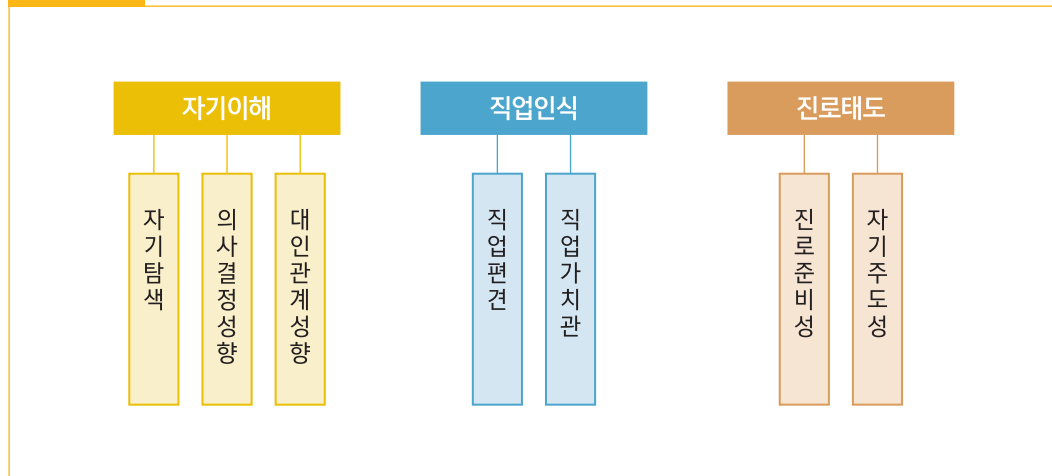 자기이해
자기탐색
의사결정성향
대인관계성향
직업인식
직업편견
직업가치관
진로태도
진로준비성
자기주도성